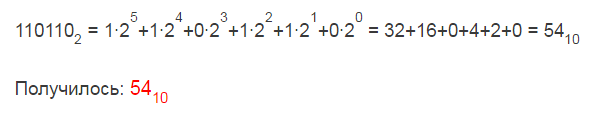 110110₂ = 1∙2⁵+1∙2⁴+0∙2³+1∙2²+1∙2¹+0∙2⁰ = 32+16+0+4+2+0 = 54₁₀
Получилось: 54₁₀